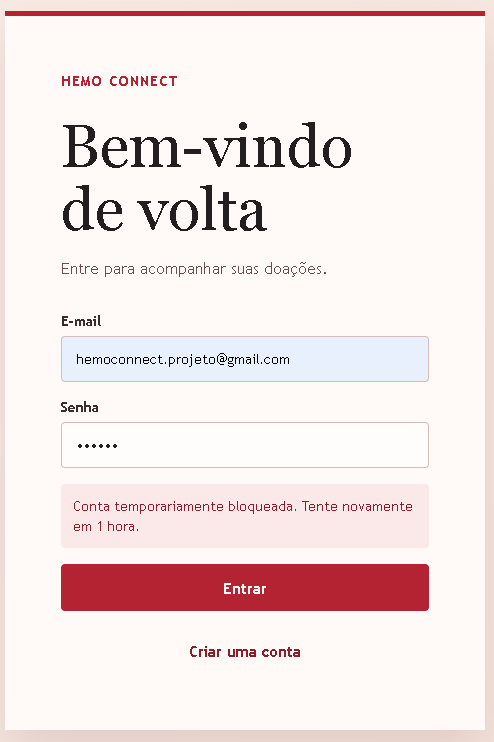 HEMO CONNECT
Bem-vindo
de volta
Entre para acompanhar suas doações.
E-mail
hemoconnect.projeto@gmail.com
Senha
••••••
Conta temporariamente bloqueada. Tente novamente
em 1 hora.
Entrar
Criar uma conta